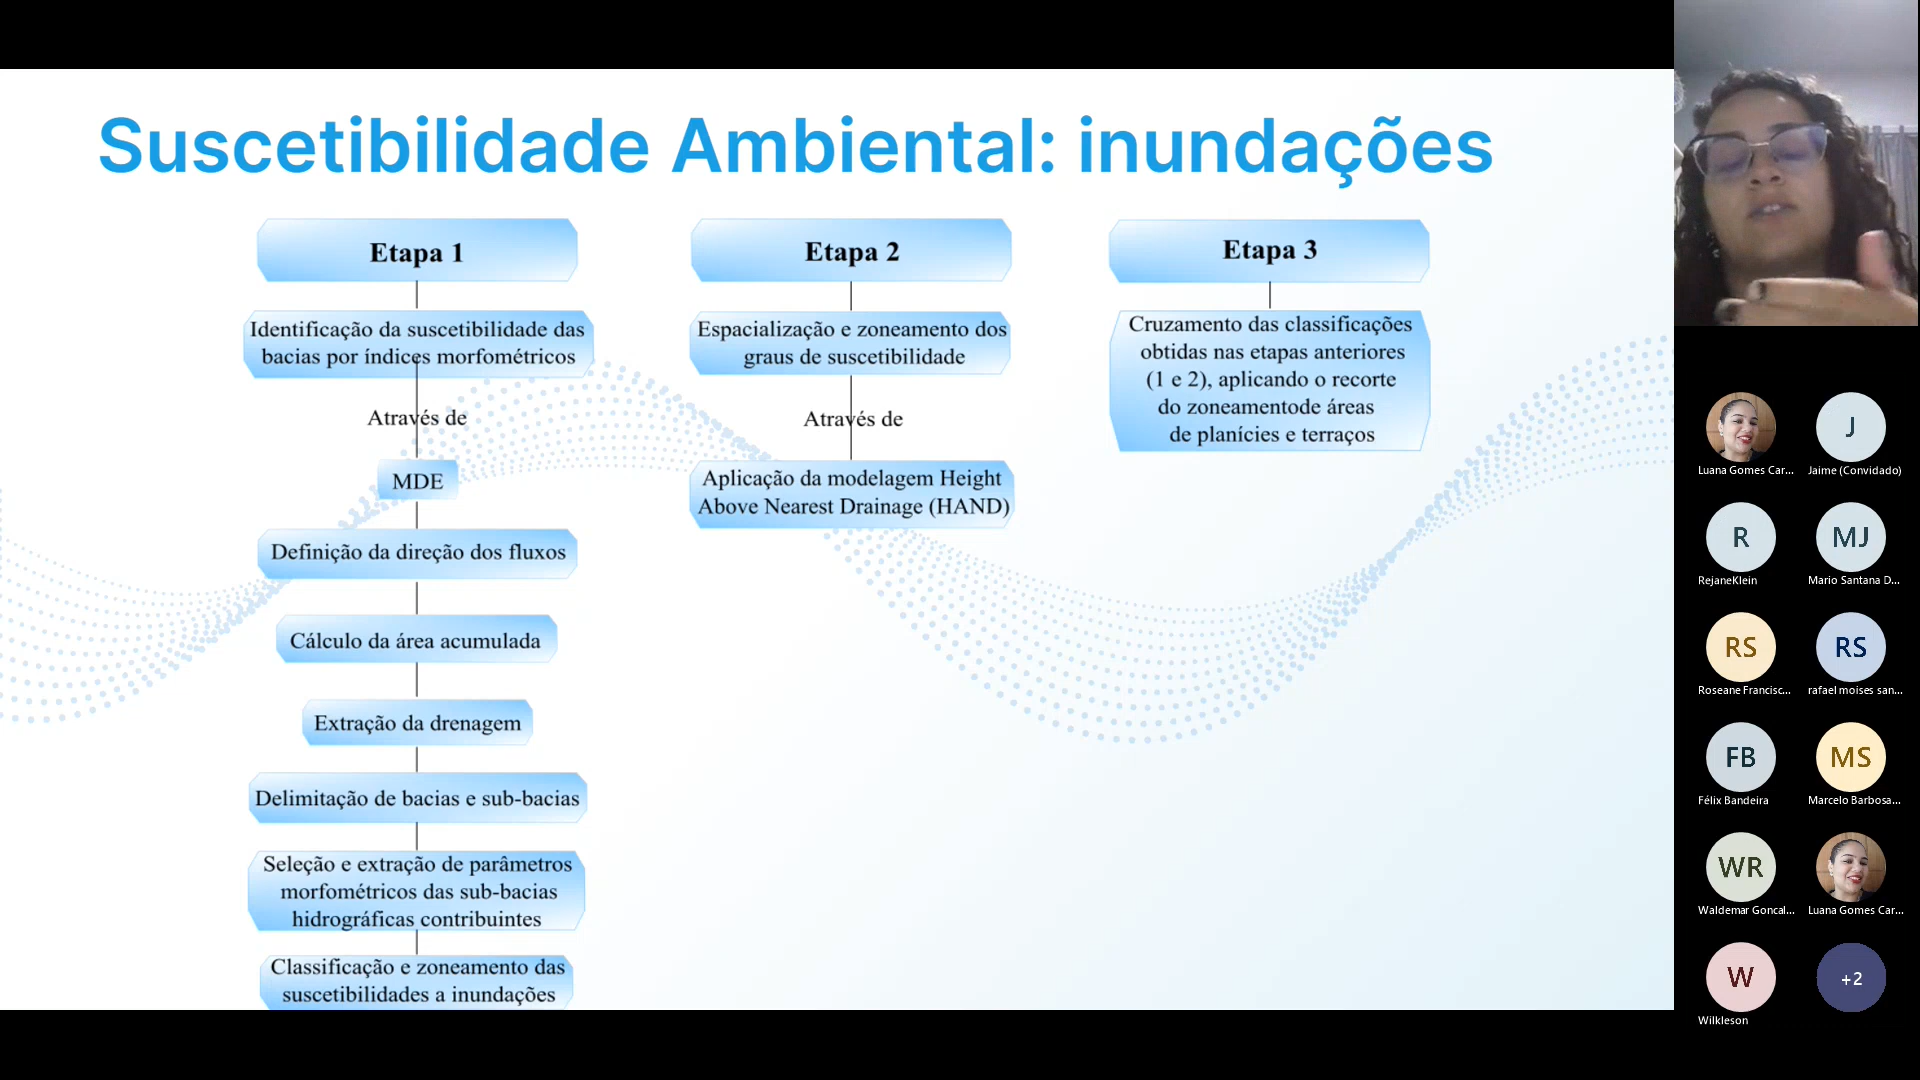 Suscetibilidade Ambiental: inundações
Etapa 1
Identificação da suscetibilidade das
bacias por índices morfométricos
Através de
MDE
Definição da direção dos fluxos
Cálculo da área acumulada
Extração da drenagem
Delimitação de bacias e sub-bacias
Seleção e extração de parâmetros
morfométricos das sub-bacias
hidrográficas contribuintes
Classificação e zoneamento das
suscetibilidades a inundações
Etapa 2
Espacialização e zoneamento dos
graus de suscetibilidade
Através de
Aplicação da modelagem Height
Above Nearest Drainage (HAND)
Etapa 3
Cruzamento das classificações
obtidas nas etapas anteriores
(1 e 2), aplicando o recorte
do zoneamentode áreas
de planícies e terraços
Luana Gomes Car...
J
Jaime (Convidado)
R
RejaneKlein
MJ
Mario Santana D...
RS
Roseane Francisc...
RS
rafael moises san...
FB
Félix Bandeira
MS
Marcelo Barbosa...
WR
Waldemar Goncal...
Luana Gomes Car...
W
Wilkleson
+2